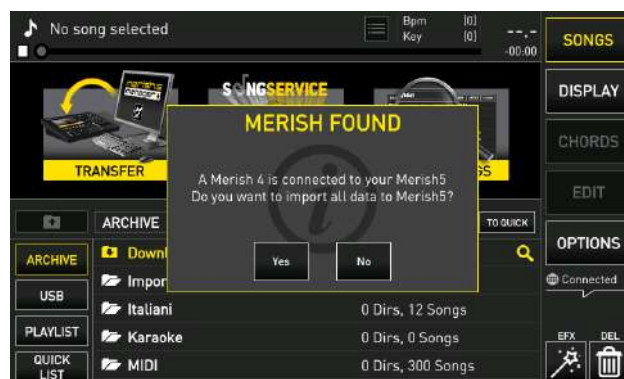 No song selected
Bpm [0]
Key [0]
--.-
-00:00
SONGS
SONGSERVICE
DISPLAY
MERISH FOUND
A Merish 4 is connected to your Merish5
Do you want to import all data to Merish5?
Yes
No
TRANSFER
CHORDS
EDIT
ARCHIVE
TO QUICK
OPTIONS
ARCHIVE
Downl
Connected
Impor
USB
Italiani
0 Dirs, 12 Songs
PLAYLIST
Karaoke
0 Dirs, 0 Songs
EFX
DEL
QUICK
LIST
MIDI
0 Dirs, 300 Songs